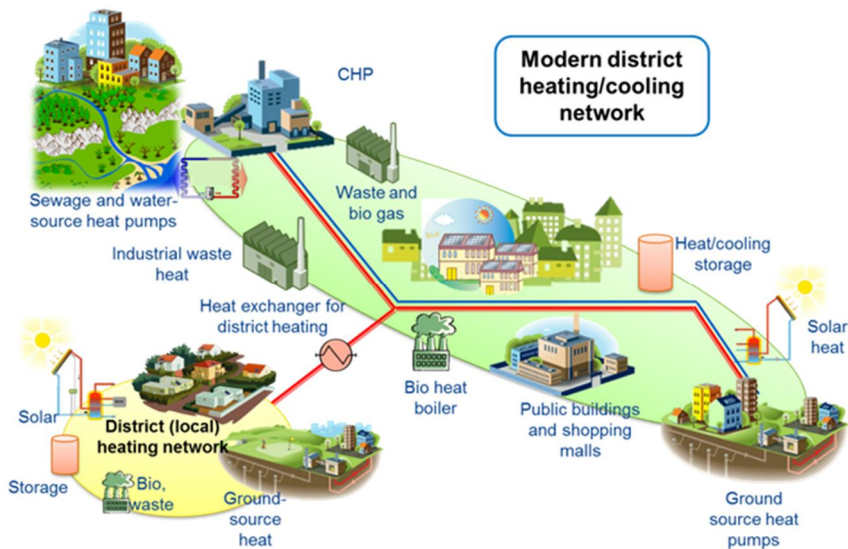 Modern district
heating/cooling
network
CHP
Sewage and water-
source heat pumps
Waste and
bio gas
Industrial waste
heat
Heat/cooling
storage
Heat exchanger for
district heating
Solar
heat
Bio heat
boiler
Public buildings
and shopping
malls
Solar
District (local)
heating network
Storage
Bio,
waste
Ground-
source
heat
Ground
source heat
pumps